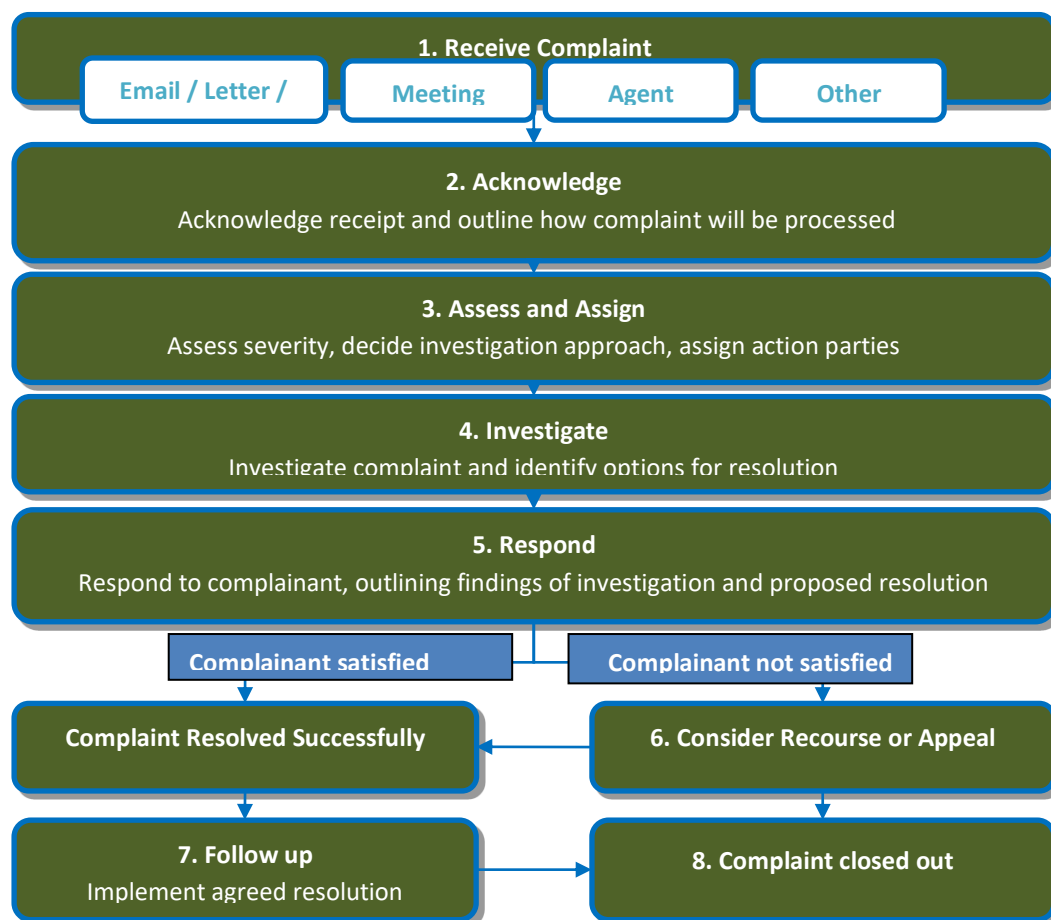 1. Receive Complaint
Email / Letter /
Meeting
Agent
Other
2. Acknowledge
Acknowledge receipt and outline how complaint will be processed
3. Assess and Assign
Assess severity, decide investigation approach, assign action parties
4. Investigate
Investigate complaint and identify options for resolution
5. Respond
Respond to complainant, outlining findings of investigation and proposed resolution
Complainant satisfied
Complainant not satisfied
Complaint Resolved Successfully
6. Consider Recourse or Appeal
7. Follow up
Implement agreed resolution
8. Complaint closed out